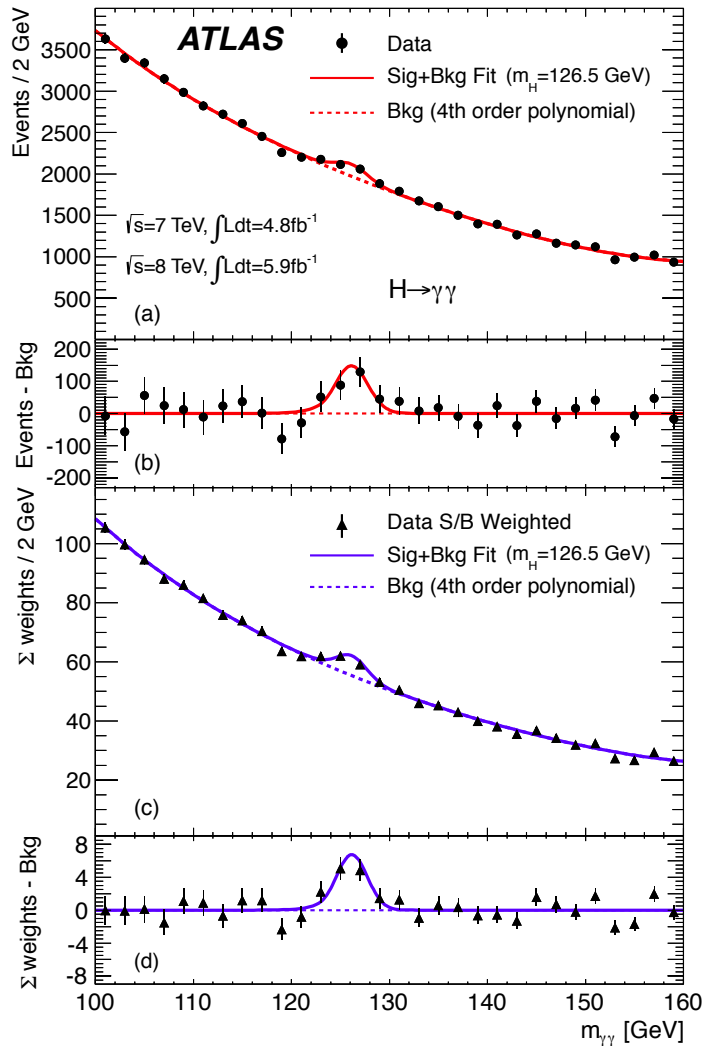 ATLAS
Data
Sig+Bkg Fit (m_H=126.5 GeV)
Bkg (4th order polynomial)
Events / 2 GeV
3500
3000
2500
2000
1500
1000
500
√s=7 TeV, ∫Ldt=4.8fb⁻¹
√s=8 TeV, ∫Ldt=5.9fb⁻¹
H→γγ
(a)
Events - Bkg
200
100
0
-100
-200
(b)
Data S/B Weighted
Sig+Bkg Fit (m_H=126.5 GeV)
Bkg (4th order polynomial)
Σ weights / 2 GeV
100
80
60
40
20
(c)
Σ weights - Bkg
8
4
0
-4
-8
(d)
100 110 120 130 140 150 160
m_γγ [GeV]